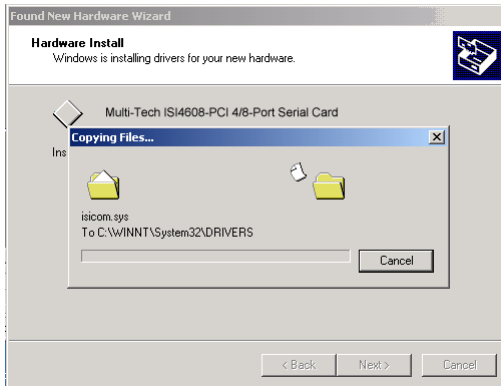 Found New Hardware Wizard
Hardware Install
Windows is installing drivers for your new hardware.
Multi-Tech ISI4608-PCI 4/8-Port Serial Card
Copying Files...
Ins
isicom.sys
To C:\WINNT\System32\DRIVERS
Cancel
< Back
Next >
Cancel